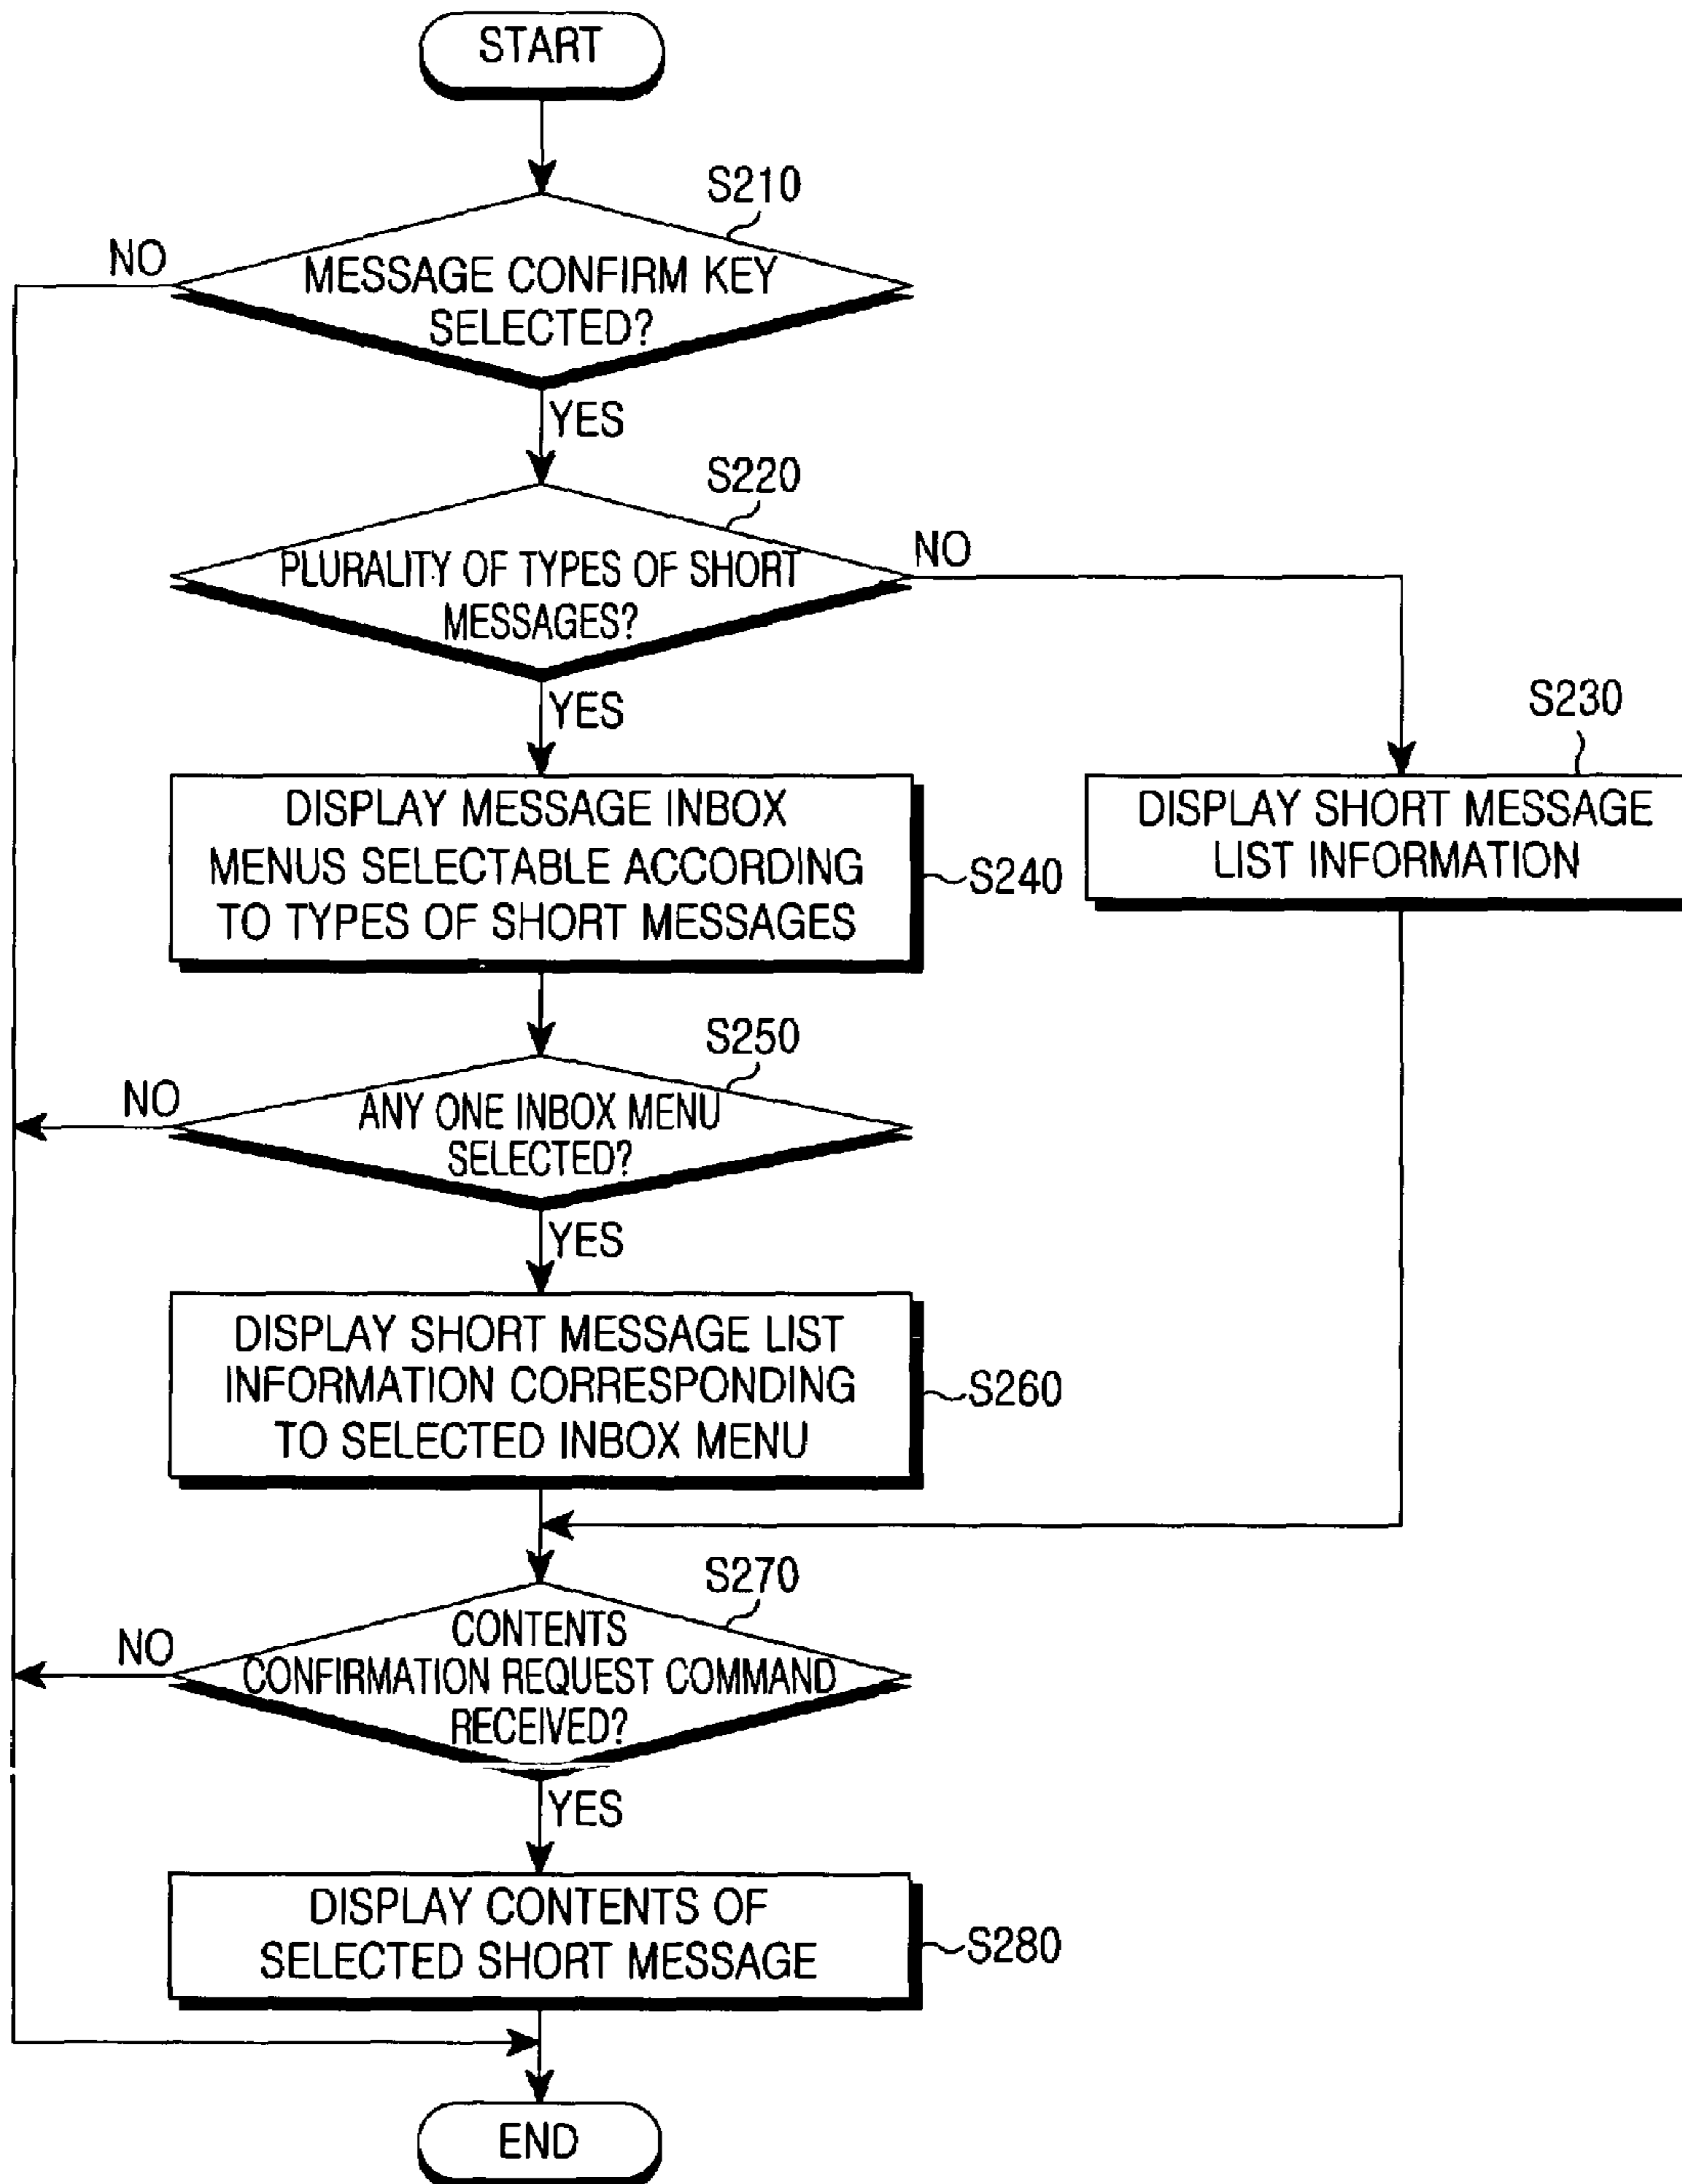 START
S210
NO
MESSAGE CONFIRM KEY
SELECTED?
YES
S220
PLURALITY OF TYPES OF SHORT
MESSAGES?
NO
YES
S230
DISPLAY MESSAGE INBOX
MENUS SELECTABLE ACCORDING
TO TYPES OF SHORT MESSAGES
S240
DISPLAY SHORT MESSAGE
LIST INFORMATION
S250
NO
ANY ONE INBOX MENU
SELECTED?
YES
DISPLAY SHORT MESSAGE LIST
INFORMATION CORRESPONDING
TO SELECTED INBOX MENU
S260
S270
NO
CONTENTS
CONFIRMATION REQUEST COMMAND
RECEIVED?
YES
DISPLAY CONTENTS OF
SELECTED SHORT MESSAGE
S280
END